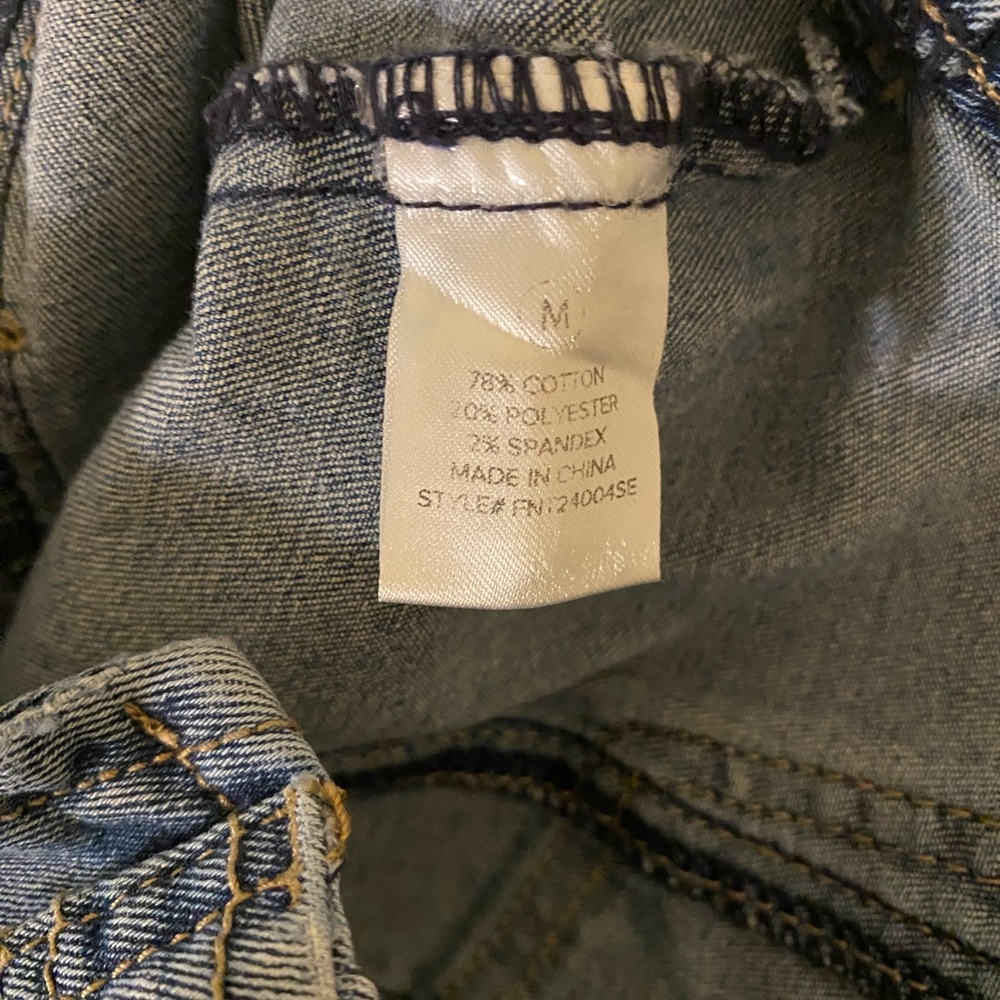 M
78% COTTON
20% POLYESTER
2% SPANDEX
MADE IN CHINA
STYLE# FNT24004SE